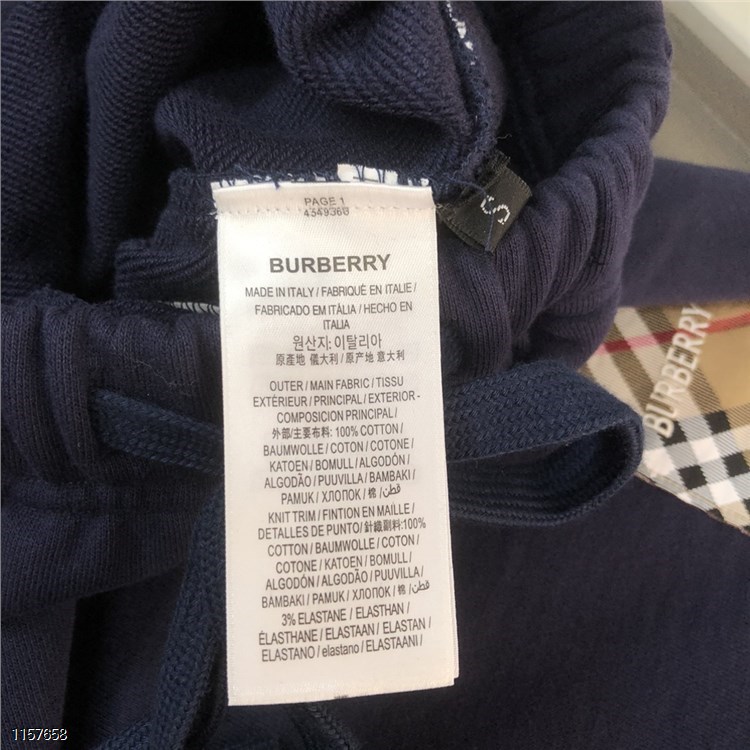 PAGE 1
4349368
BURBERRY
MADE IN ITALY / FABRIQUÉ EN ITALIE /
FABRICADO EM ITÀLIA / HECHO EN
ITALIA
원산지: 이탈리아
原產地 儀大利 / 原产地 意大利
OUTER / MAIN FABRIC / TISSU
EXTÈRIEUR / PRINCIPAL / EXTERIOR -
COMPOSICION PRINCIPAL /
外部/主要布料: 100% COTTON /
BAUMWOLLE / COTON / COTONE /
KATOEN / BOMULL / ALGODÓN /
ALGODÃO / PUUVILLA / BAMBAKI /
PAMUK / ХЛОПОК / 棉 / قطن /
KNIT TRIM / FINTION EN MAILLE /
DETALLES DE PUNTO/ 針織副料:100%
COTTON / BAUMWOLLE / COTON /
COTONE / KATOEN / BOMULL /
ALGODÓN / ALGODÃO / PUUVILLA /
BAMBAKI / PAMUK / ХЛОПОК / 棉 / قطن /
3% ELASTANE / ELASTHAN /
ÉLASTHANE / ELASTAAN / ELASTAN /
ELASTANO / elastano / ELASTAANI /
S
BURBERRY
1157658